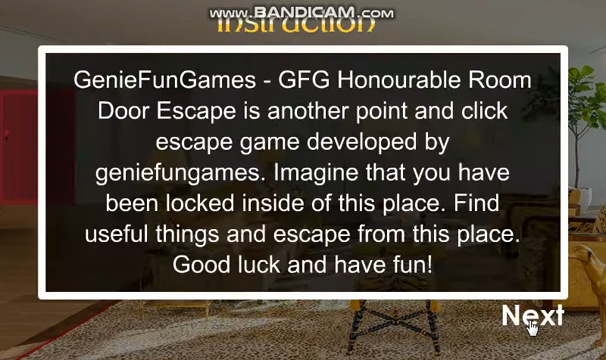 www.BANDICAM.com
instruction
GenieFunGames - GFG Honourable Room
Door Escape is another point and click
escape game developed by
geniefungames. Imagine that you have
been locked inside of this place. Find
useful things and escape from this place.
Good luck and have fun!
Next